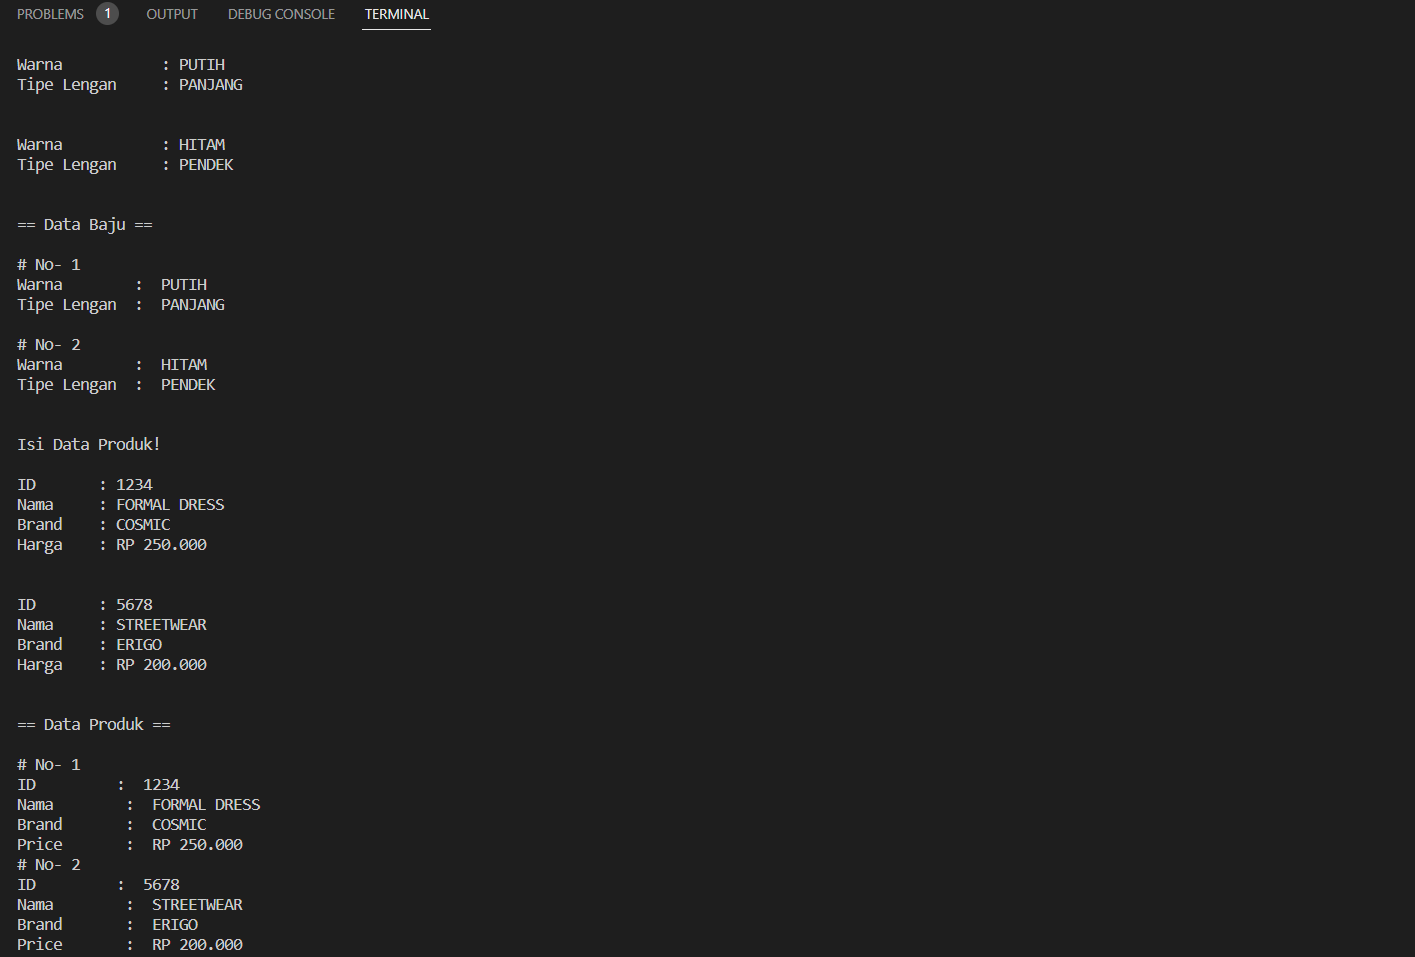 PROBLEMS 1 OUTPUT DEBUG CONSOLE TERMINAL
Warna : PUTIH
Tipe Lengan : PANJANG
Warna : HITAM
Tipe Lengan : PENDEK
== Data Baju ==
# No- 1
Warna : PUTIH
Tipe Lengan : PANJANG
# No- 2
Warna : HITAM
Tipe Lengan : PENDEK
Isi Data Produk!
ID : 1234
Nama : FORMAL DRESS
Brand : COSMIC
Harga : RP 250.000
ID : 5678
Nama : STREETWEAR
Brand : ERIGO
Harga : RP 200.000
== Data Produk ==
# No- 1
ID : 1234
Nama : FORMAL DRESS
Brand : COSMIC
Price : RP 250.000
# No- 2
ID : 5678
Nama : STREETWEAR
Brand : ERIGO
Price : RP 200.000